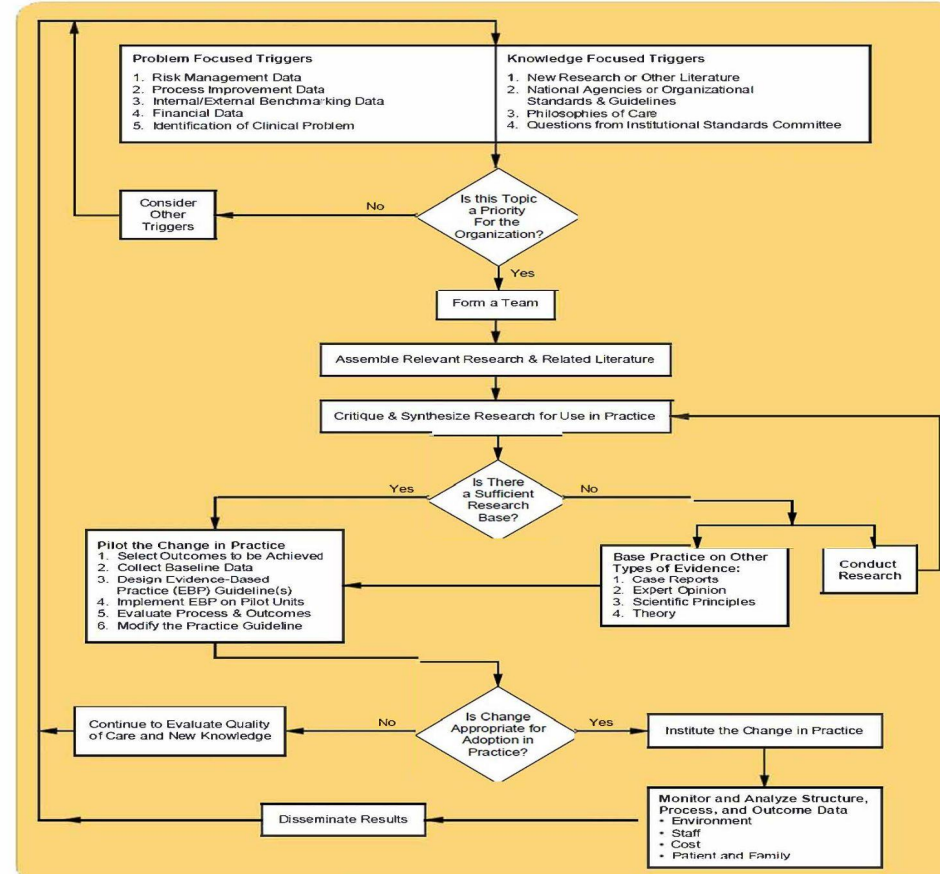 Problem Focused Triggers
1. Risk Management Data
2. Process Improvement Data
3. Internal/External Benchmarking Data
4. Financial Data
5. Identification of Clinical Problem
Knowledge Focused Triggers
1. New Research or Other Literature
2. National Agencies or Organizational
Standards & Guidelines
3. Philosophies of Care
4. Questions from Institutional Standards Committee
Consider
Other
Triggers
No
Is this Topic
a Priority
For the
Organization?
Yes
Form a Team
Assemble Relevant Research & Related Literature
Critique & Synthesize Research for Use in Practice
Yes
Is There
a Sufficient
Research
Base?
No
Pilot the Change in Practice
1. Select Outcomes to be Achieved
2. Collect Baseline Data
3. Design Evidence-Based
Practice (EBP) Guideline(s)
4. Implement EBP on Pilot Units
5. Evaluate Process & Outcomes
6. Modify the Practice Guideline
Base Practice on Other
Types of Evidence:
1. Case Reports
2. Expert Opinion
3. Scientific Principles
4. Theory
Conduct
Research
Continue to Evaluate Quality
of Care and New Knowledge
No
Is Change
Appropriate for
Adoption in
Practice?
Yes
Institute the Change in Practice
Disseminate Results
Monitor and Analyze Structure,
Process, and Outcome Data
• Environment
• Staff
• Cost
• Patient and Family